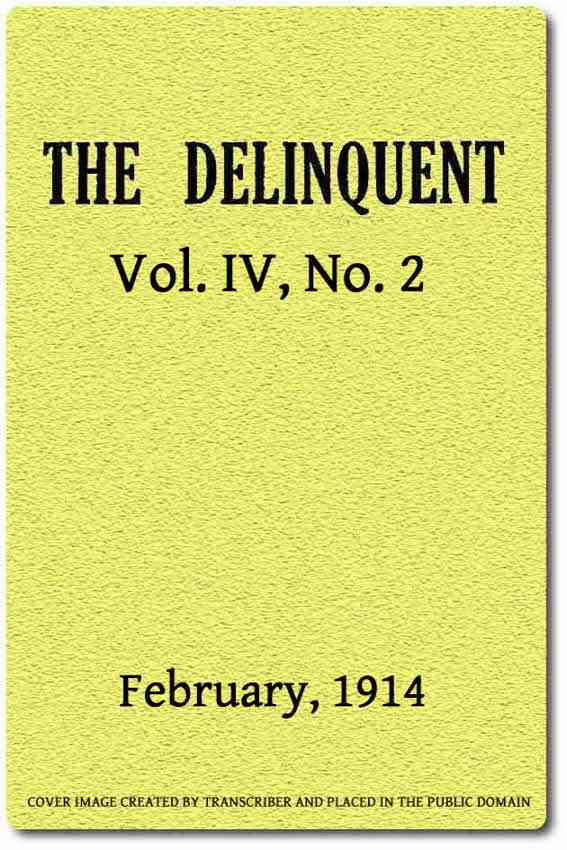 THE DELINQUENT
Vol. IV, No. 2
February, 1914
COVER IMAGE CREATED BY TRANSCRIBER AND PLACED IN THE PUBLIC DOMAIN